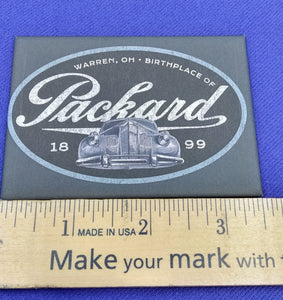 WARREN, OH • BIRTHPLACE OF
Packard
18 99
1 MADE IN USA 2 3
Make your mark with